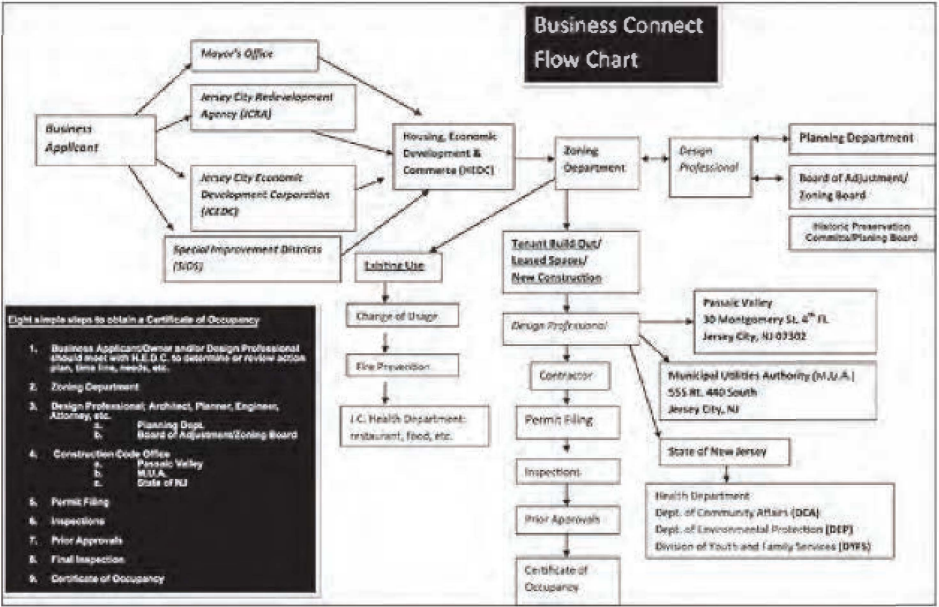 Business Connect
Flow Chart
Mayor's Office
Jersey City Redevelopment
Agency (JCRA)
Business
Applicant
Housing, Economic
Development &
Commerce (HEDC)
Zoning
Department
Design
Professional
Planning Department
Board of Adjustment/
Zoning Board
Historic Preservation
Committe/Planing Board
Jersey City Economic
Development Corporation
(JCEDC)
Special Improvement Districts
(SIDS)
Existing Use
Tenant Build Out/
Leased Spaces/
New Construction
Change of Usage
Fire Prevention
J.C. Health Department:
restaurant, food, etc.
Design Professional
Passaic Valley
30 Montgomery St. 4th FL
Jersey City, NJ 07302
Municipal Utilities Authority (M.U.A.)
555 Rt. 440 South
Jersey City, NJ
State of New Jersey
Health Department
Dept. of Community Affairs (DCA)
Dept. of Environmental Protection (DEP)
Division of Youth and Family Services (DYFS)
Contractor
Permit Filing
Inspections
Prior Approvals
Certificate of
Occupancy
Eight simple steps to obtain a Certificate of Occupancy
1. Business Applicant/Owner and/or Design Professional
should meet with H.E.D.C. to determine or review action
plan, time line, needs, etc.
2. Zoning Department
3. Design Professional; Architect, Planner, Engineer,
Attorney, etc.
a. Planning Dept.
b. Board of Adjustment/Zoning Board
4. Construction Code Office
a. Passaic Valley
b. M.U.A.
c. State of NJ
5. Permit Filing
6. Inspections
7. Prior Approvals
8. Final Inspection
9. Certificate of Occupancy